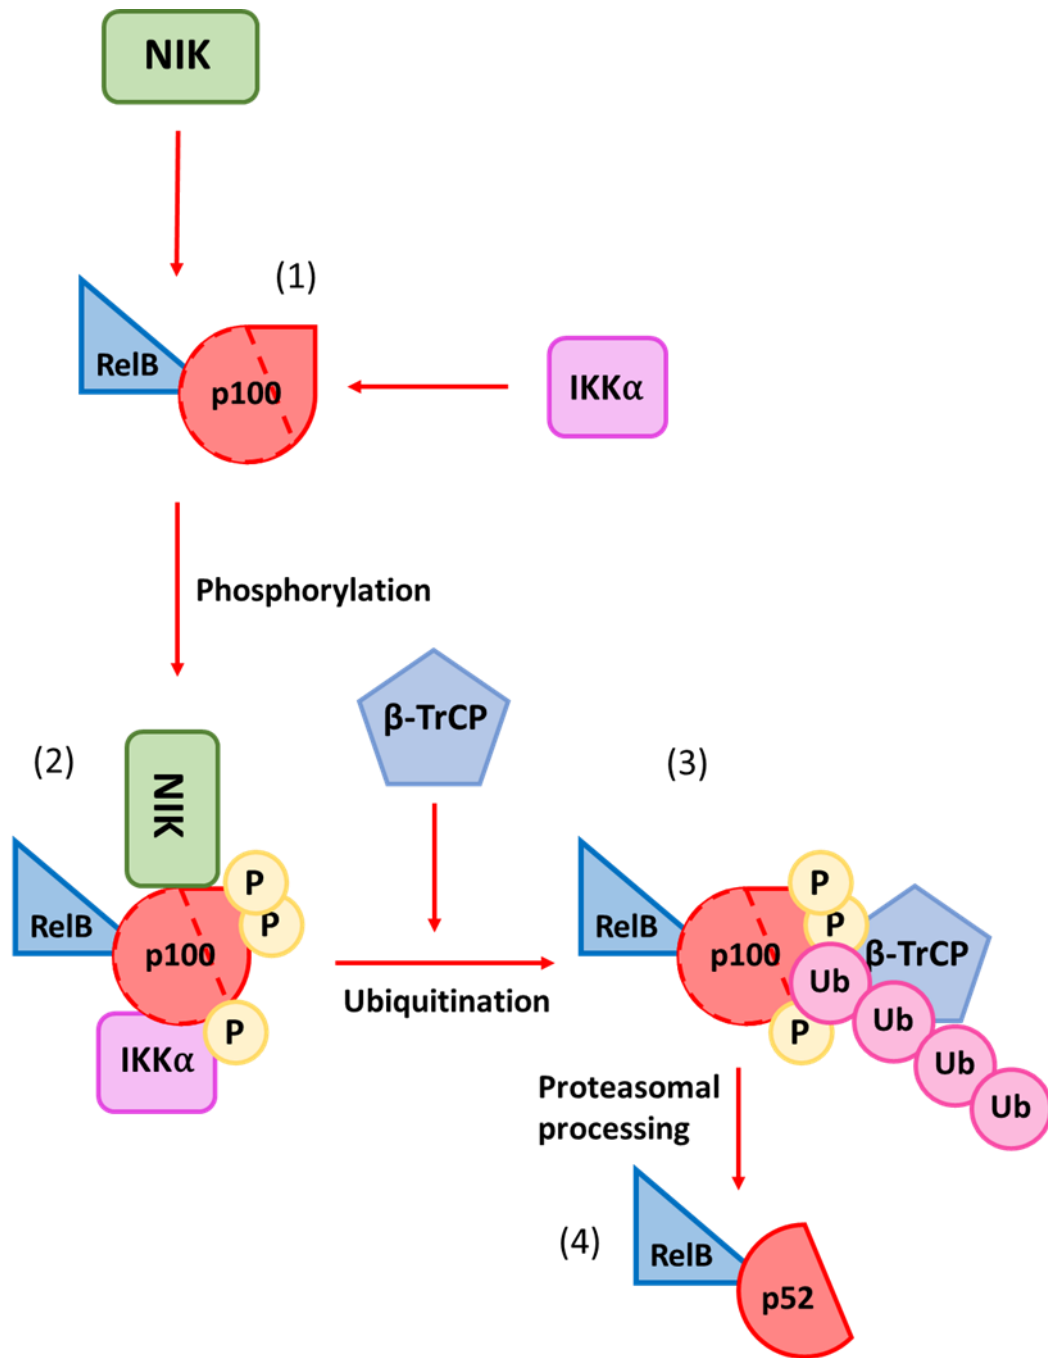 NIK
(1)
RelB
p100
IKKα
Phosphorylation
β-TrCP
(2)
NIK
(3)
P
P
RelB
p100
P
IKKα
Ubiquitination
P
P
RelB
p100
β-TrCP
Ub
P
Ub
Ub
Ub
Proteasomal
processing
(4)
RelB
p52